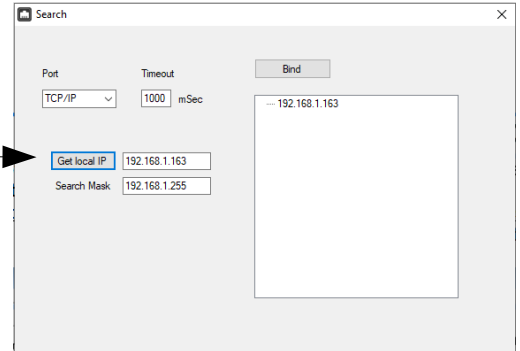 Search
Port
Timeout
Bind
TCP/IP
1000 mSec
192.168.1.163
Get local IP 192.168.1.163
Search Mask 192.168.1.255